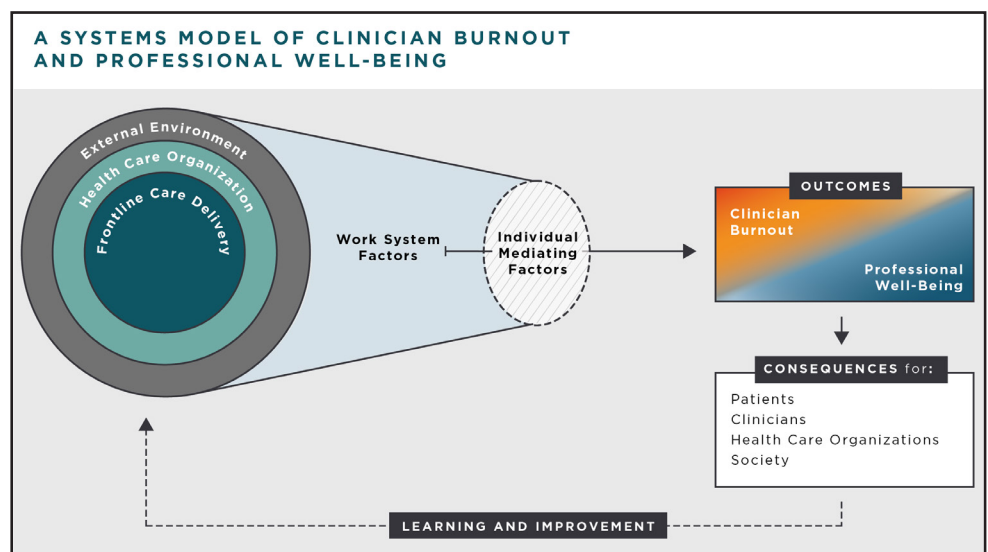 A SYSTEMS MODEL OF CLINICIAN BURNOUT
AND PROFESSIONAL WELL-BEING
External Environment
Health Care Organization
Frontline Care Delivery
Work System
Factors
Individual
Mediating
Factors
OUTCOMES
Clinician
Burnout
Professional
Well-Being
CONSEQUENCES for:
Patients
Clinicians
Health Care Organizations
Society
LEARNING AND IMPROVEMENT